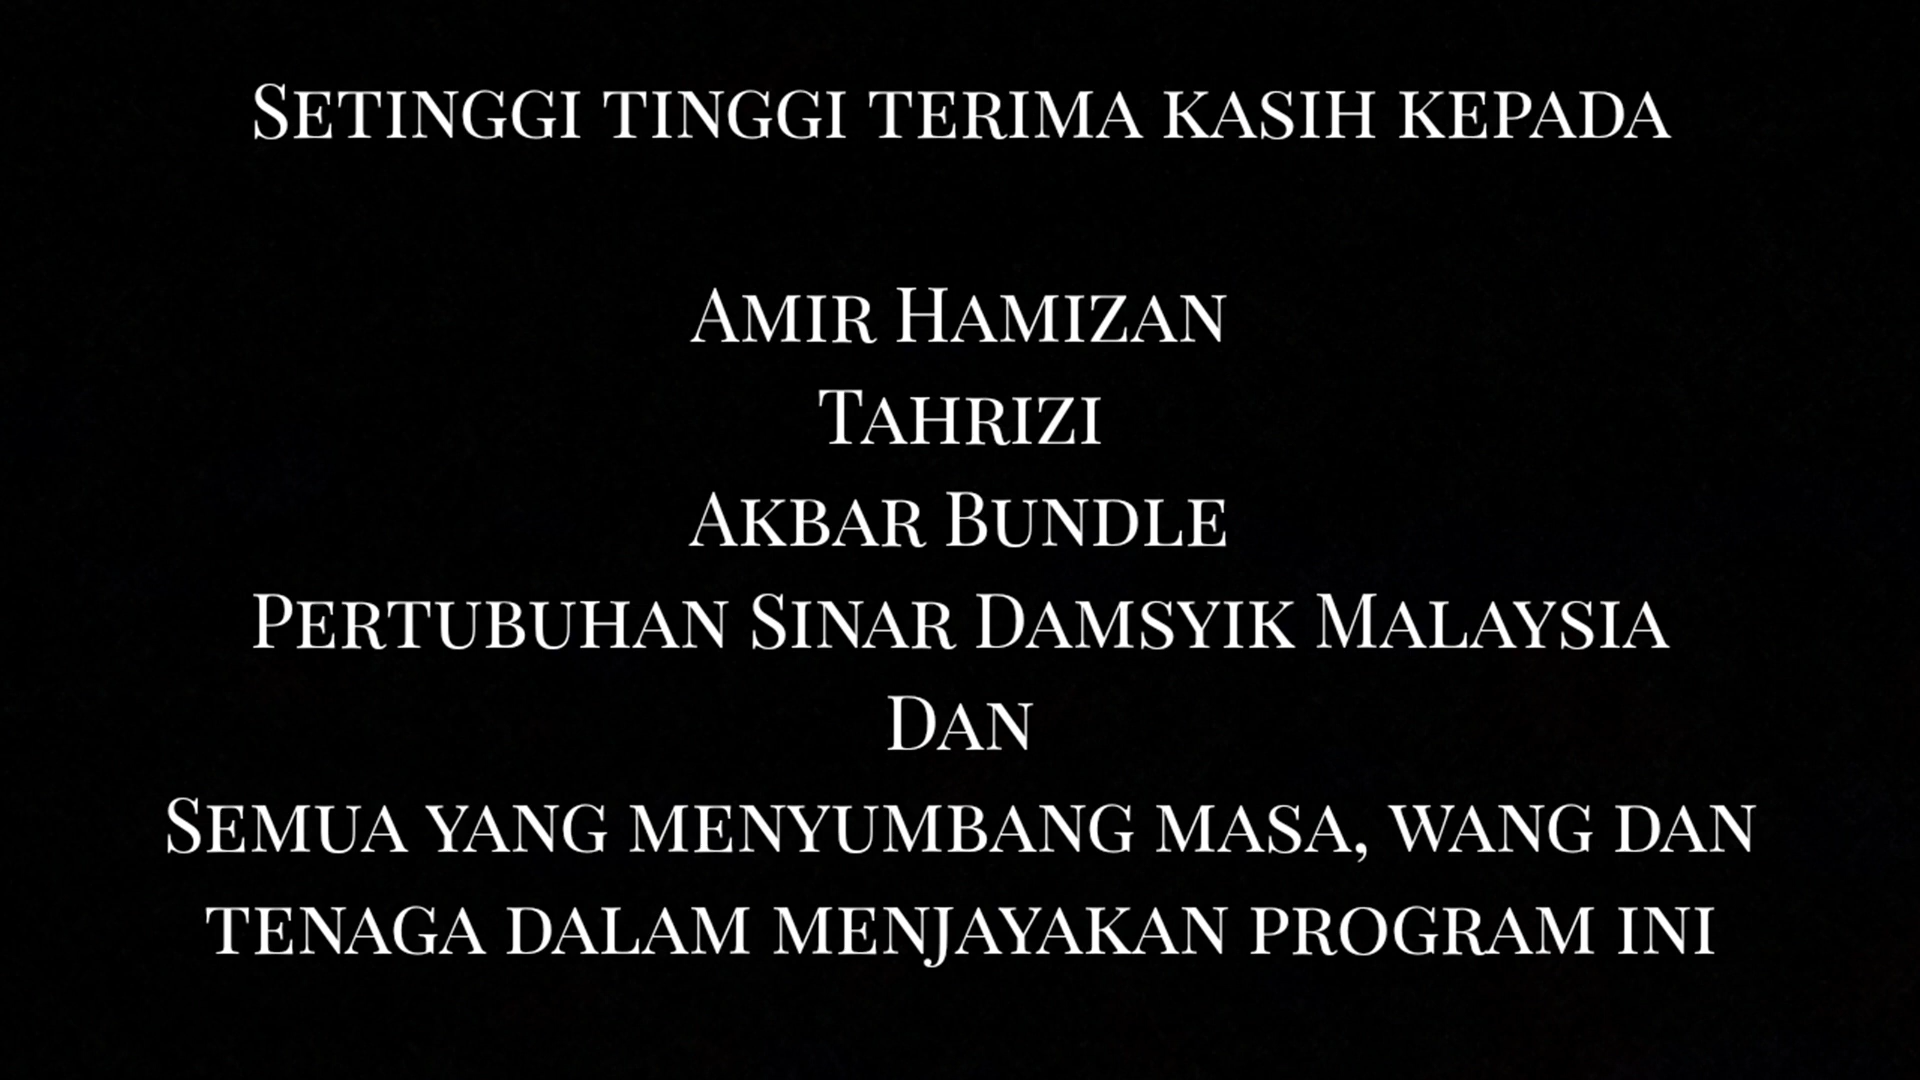 Setinggi tinggi terima kasih kepada
Amir Hamizan
Tahrizi
Akbar Bundle
Pertubuhan Sinar Damsyik Malaysia
Dan
Semua yang menyumbang masa, wang dan
tenaga dalam menjayakan program ini